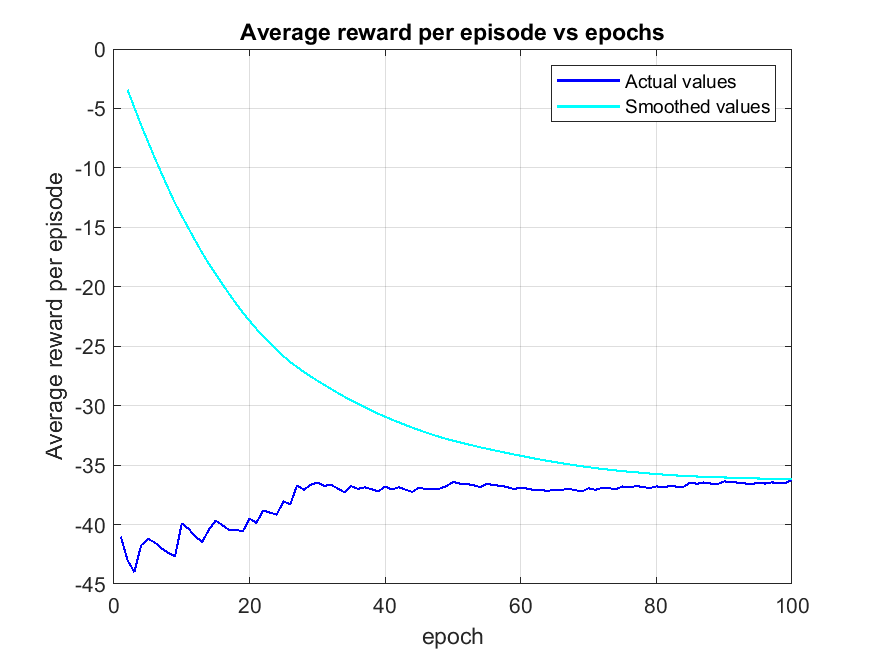 Average reward per episode vs epochs
Actual values
Smoothed values
Average reward per episode
0
-5
-10
-15
-20
-25
-30
-35
-40
-45
0 20 40 60 80 100
epoch